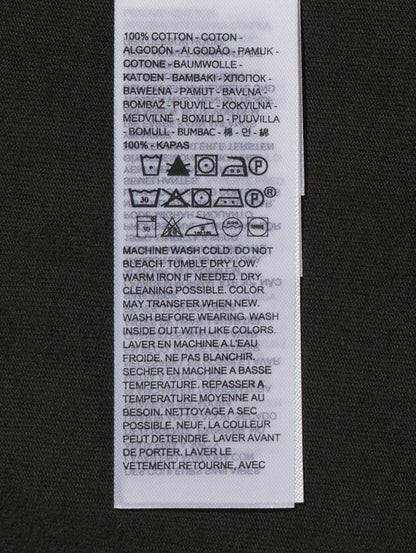 100% COTTON - COTON -
ALGODÓN - ALGODÃO - PAMUK -
COTONE - BAUMWOLLE -
KATOEN - BAMBAKI - ХЛОПОК -
BAWEŁNA - PAMUT - BAVLNA -
BOMBAŽ - PUUVILL - KOKVILNA -
MEDVILNE - BOMULD - PUUVILLA
- BOMULL - BUMBAC - 棉 - 면 - 綿
100% - KAPAS
P
30
P®
30
MACHINE WASH COLD. DO NOT
BLEACH. TUMBLE DRY LOW.
WARM IRON IF NEEDED. DRY
CLEANING POSSIBLE. COLOR
MAY TRANSFER WHEN NEW.
WASH BEFORE WEARING. WASH
INSIDE OUT WITH LIKE COLORS.
LAVER EN MACHINE A L'EAU
FROIDE. NE PAS BLANCHIR.
SECHER EN MACHINE A BASSE
TEMPERATURE. REPASSER A
TEMPERATURE MOYENNE AU
BESOIN. NETTOYAGE A SEC
POSSIBLE. NEUF, LA COULEUR
PEUT DETEINDRE. LAVER AVANT
DE PORTER. LAVER LE
VETEMENT RETOURNE, AVEC